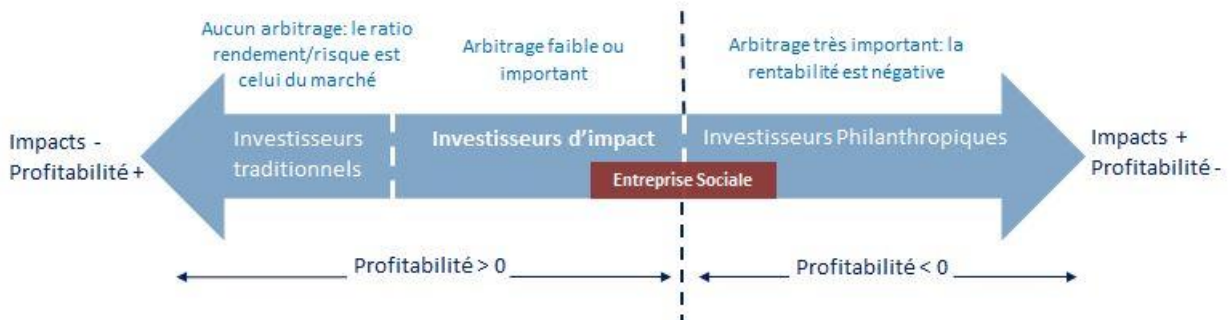 Aucun arbitrage: le ratio
rendement/risque est
celui du marché
Arbitrage faible ou
important
Arbitrage très important: la
rentabilité est négative
Impacts -
Profitabilité +
Investisseurs
traditionnels
Investisseurs d’impact
Investisseurs Philanthropiques
Entreprise Sociale
Impacts +
Profitabilité -
Profitabilité > 0
Profitabilité < 0